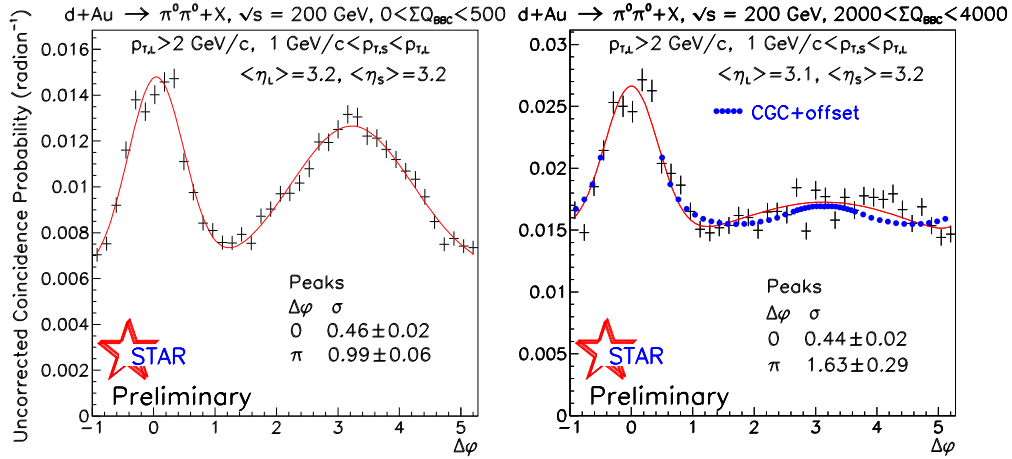 d+Au → π⁰π⁰+X, √s = 200 GeV, 0<ΣQ_BBC<500
p_T,L>2 GeV/c, 1 GeV/c<p_T,S<p_T,L
<η_L>=3.2, <η_S>=3.2
Uncorrected Coincidence Probability (radian⁻¹)
0.016
0.014
0.012
0.01
0.008
0.006
0.004
0.002
0
Peaks
Δφ σ
0 0.46±0.02
π 0.99±0.06
STAR
Preliminary
-1 0 1 2 3 4 5
Δφ
d+Au → π⁰π⁰+X, √s = 200 GeV, 2000<ΣQ_BBC<4000
p_T,L>2 GeV/c, 1 GeV/c<p_T,S<p_T,L
<η_L>=3.1, <η_S>=3.2
CGC+offset
0.03
0.025
0.02
0.015
0.01
0.005
0
Peaks
Δφ σ
0 0.44±0.02
π 1.63±0.29
STAR
Preliminary
-1 0 1 2 3 4 5
Δφ